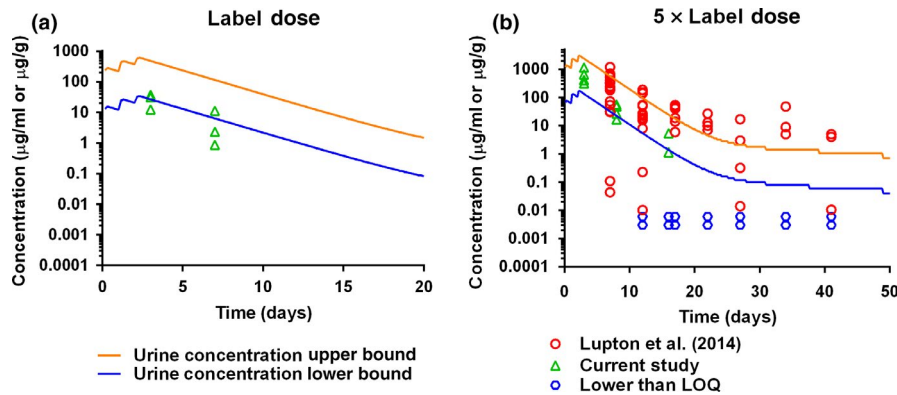 (a) Label dose
Concentration (μg/ml or μg/g)
1000
100
10
1
0.1
0.01
0.001
0.0001
0 5 10 15 20
Time (days)
Urine concentration upper bound
Urine concentration lower bound
(b) 5 × Label dose
Concentration (μg/ml or μg/g)
1000
100
10
1
0.1
0.01
0.001
0.0001
0 10 20 30 40 50
Time (days)
Lupton et al. (2014)
Current study
Lower than LOQ